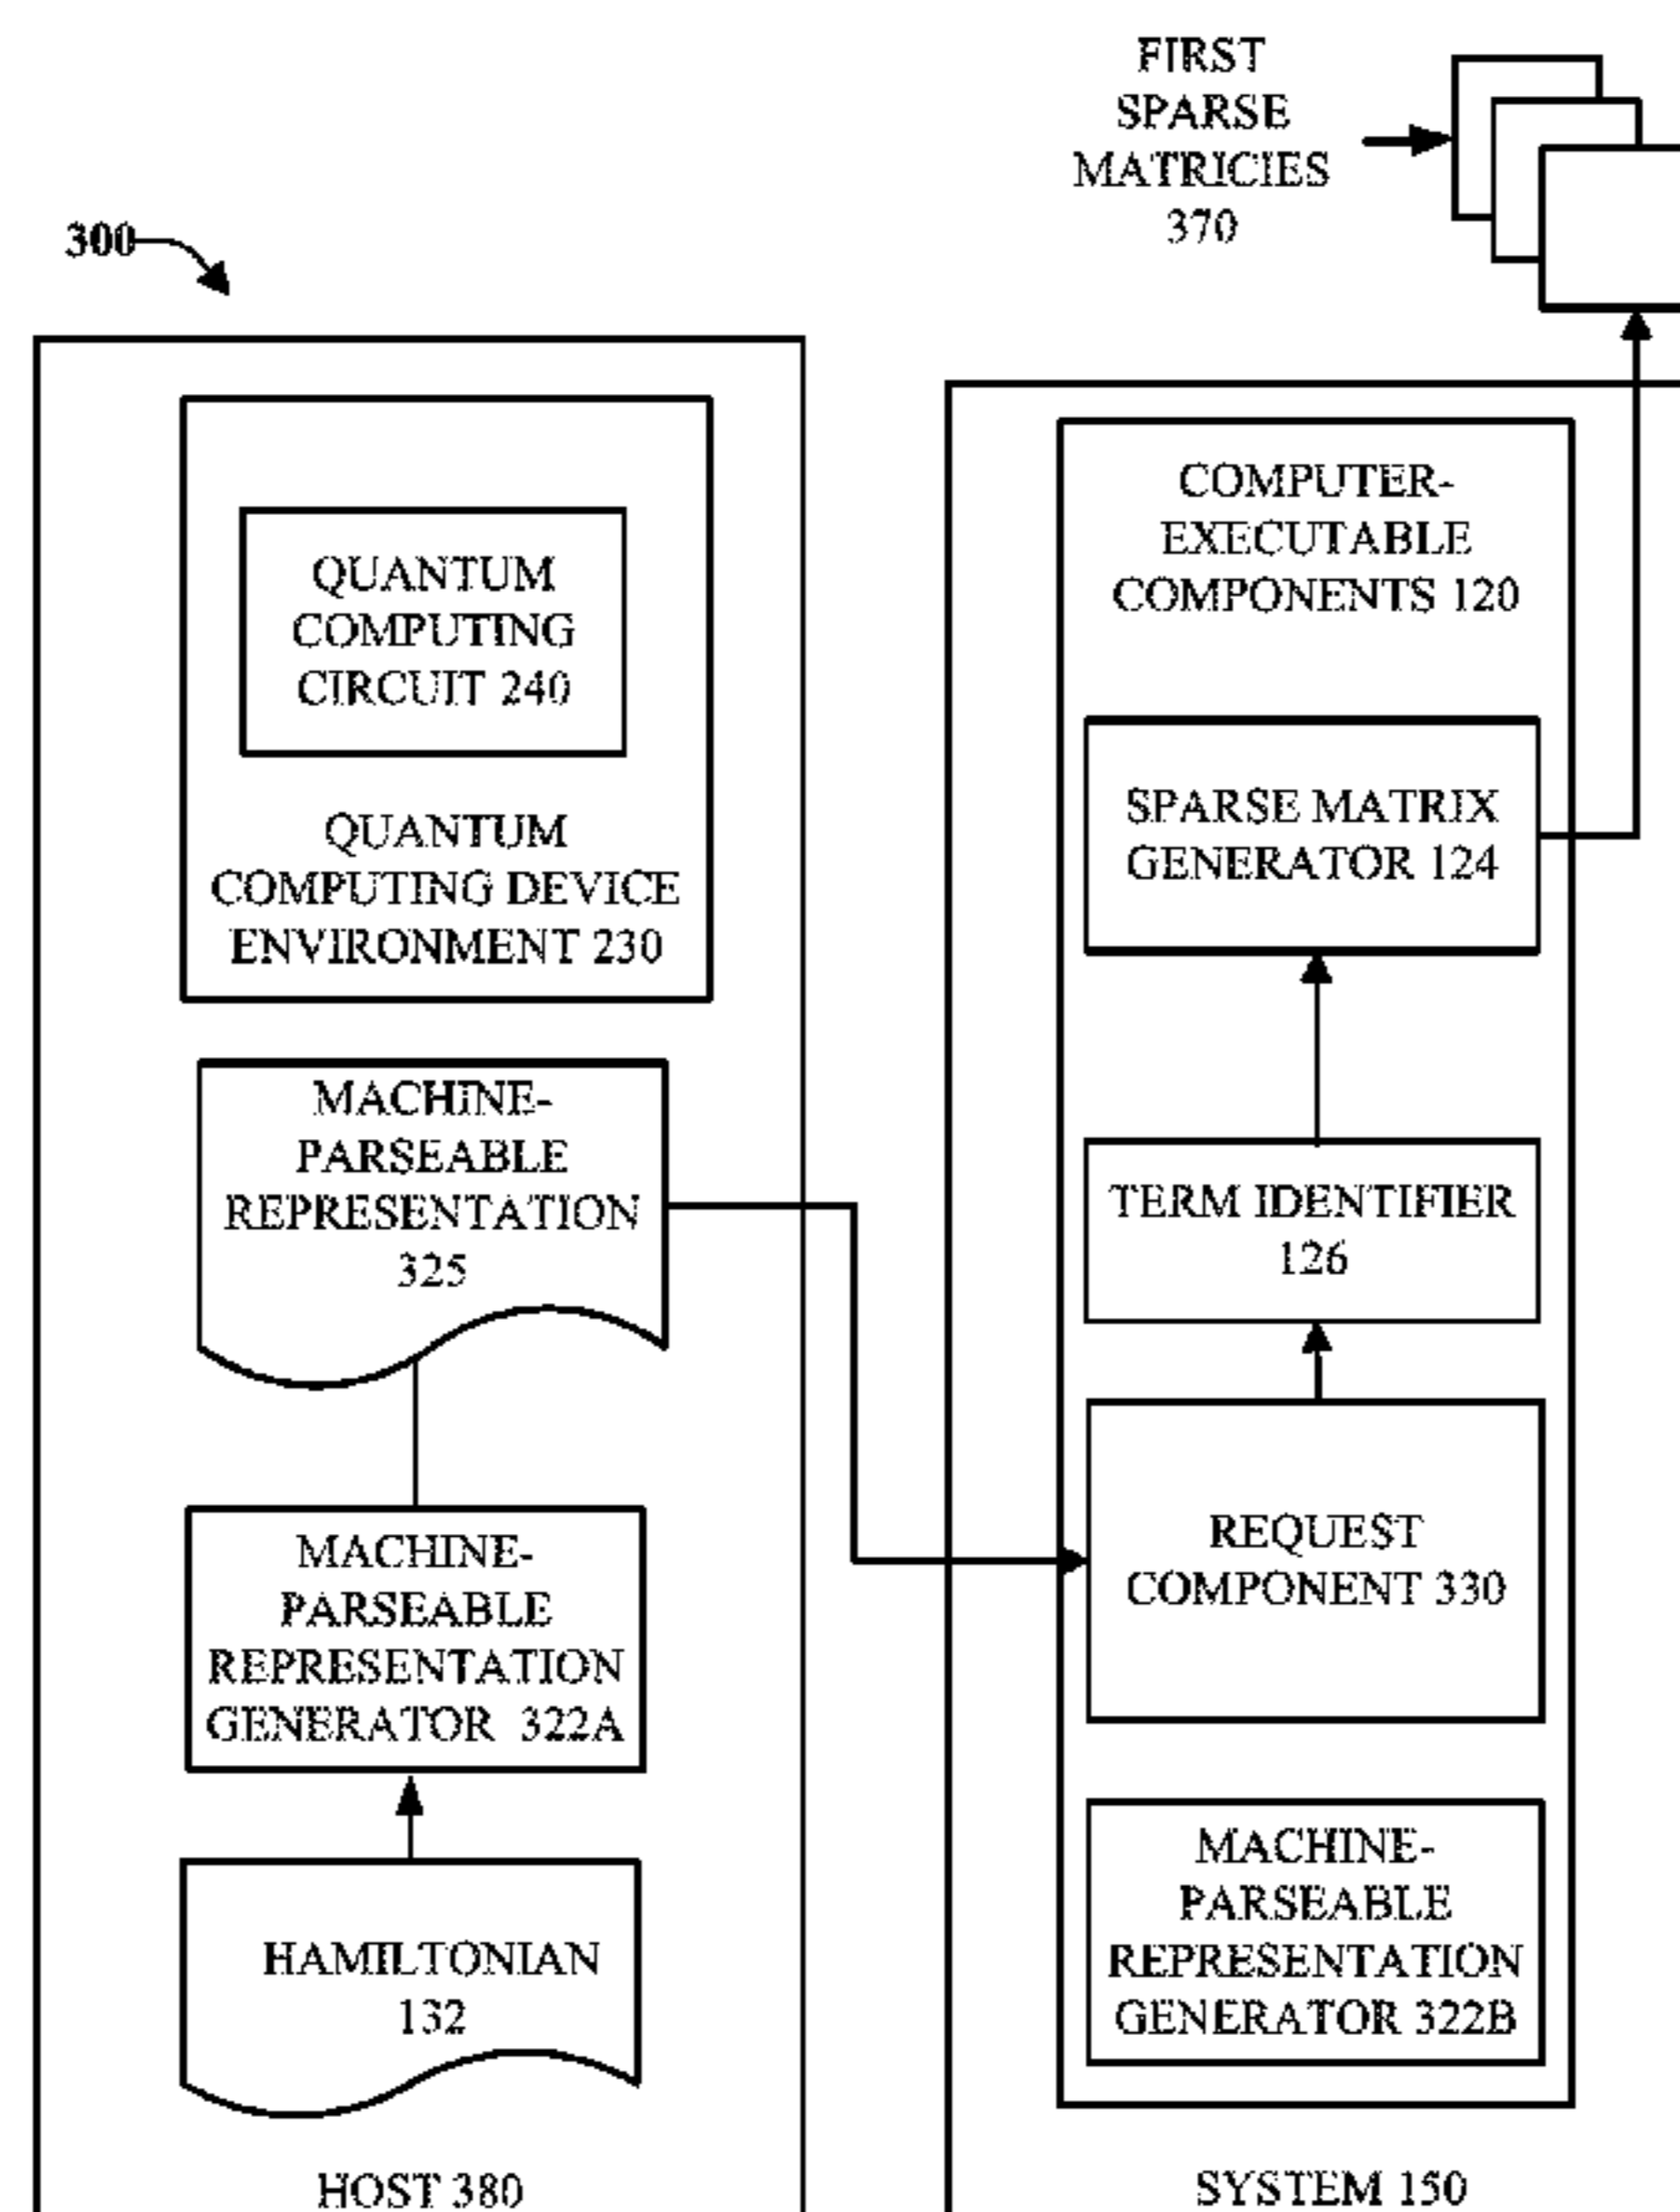 FIRST
SPARSE
MATRICIES
370
300
QUANTUM
COMPUTING
CIRCUIT 240
QUANTUM
COMPUTING DEVICE
ENVIRONMENT 230
MACHINE-
PARSEABLE
REPRESENTATION
325
MACHINE-
PARSEABLE
REPRESENTATION
GENERATOR 322A
HAMILTONIAN
132
HOST 380
COMPUTER-
EXECUTABLE
COMPONENTS 120
SPARSE MATRIX
GENERATOR 124
TERM IDENTIFIER
126
REQUEST
COMPONENT 330
MACHINE-
PARSEABLE
REPRESENTATION
GENERATOR 322B
SYSTEM 150